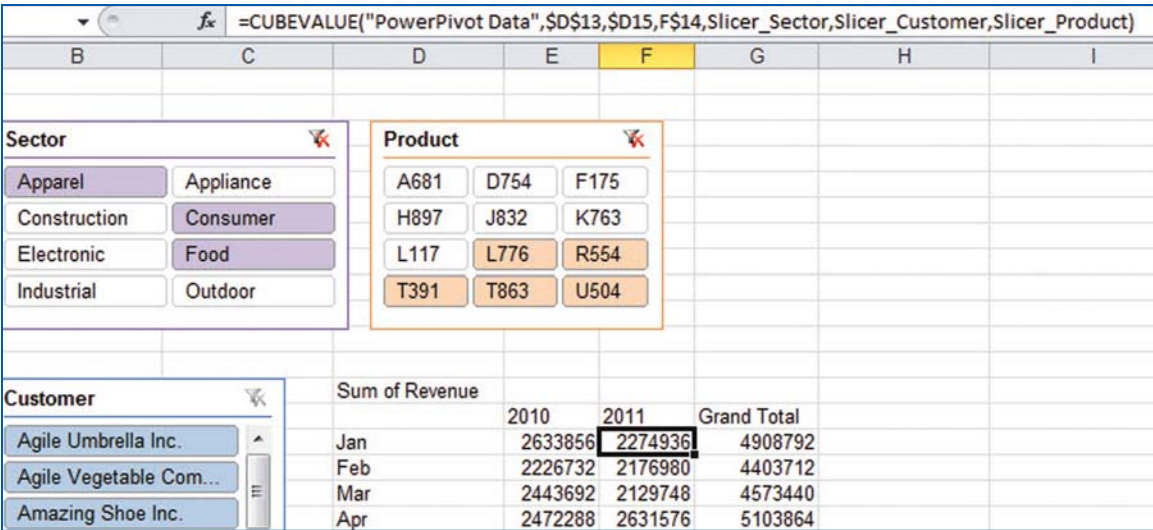 fx =CUBEVALUE("PowerPivot Data",$D$13,$D15,F$14,Slicer_Sector,Slicer_Customer,Slicer_Product)
B C D E F G H I
Sector
Apparel Appliance
Construction Consumer
Electronic Food
Industrial Outdoor
Product
A681 D754 F175
H897 J832 K763
L117 L776 R554
T391 T863 U504
Customer
Agile Umbrella Inc.
Agile Vegetable Com...
Amazing Shoe Inc.
Sum of Revenue
2010 2011 Grand Total
Jan 2633856 2274936 4908792
Feb 2226732 2176980 4403712
Mar 2443692 2129748 4573440
Apr 2472288 2631576 5103864